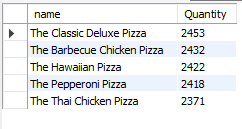 name Quantity
The Classic Deluxe Pizza 2453
The Barbecue Chicken Pizza 2432
The Hawaiian Pizza 2422
The Pepperoni Pizza 2418
The Thai Chicken Pizza 2371